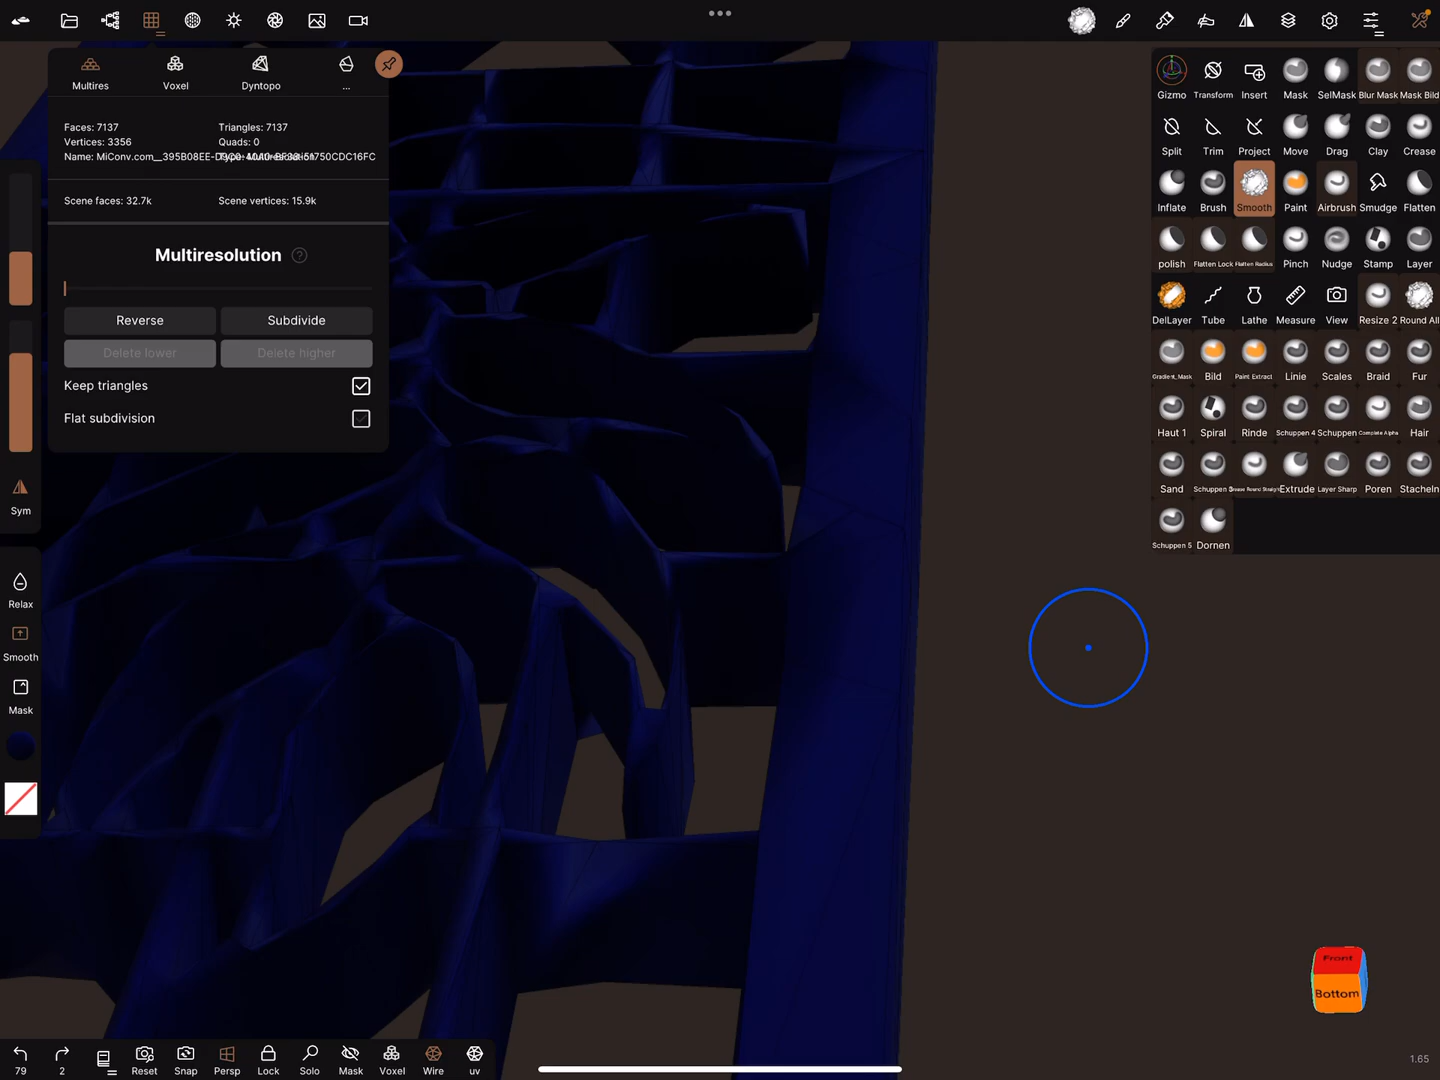 Multires Voxel Dyntopo ...
Faces: 7137 Triangles: 7137
Vertices: 3356 Quads: 0
Name: MiConv.com__395B08EE-
Scene faces: 32.7k Scene vertices: 15.9k
Multiresolution ?
Reverse Subdivide
Delete lower Delete higher
Keep triangles
Flat subdivision
Sym
Relax
Smooth
Mask
Gizmo Transform Insert Mask SelMask Blur Mask Mask Bild
Split Trim Project Move Drag Clay Crease
Inflate Brush Smooth Paint Airbrush Smudge Flatten
polish Flatten Lock Flatten Radius Pinch Nudge Stamp Layer
DelLayer Tube Lathe Measure View Resize 2 Round All
Gradient_Mask Bild Paint Extract Linie Scales Braid Fur
Haut 1 Spiral Rinde Schuppen 4 Schuppen Complete Alpha Hair
Sand Schuppen Extrude Layer Sharp Poren Stacheln
Schuppen 5 Dornen
Front
Bottom
79 2 Reset Snap Persp Lock Solo Mask Voxel Wire uv
1.65